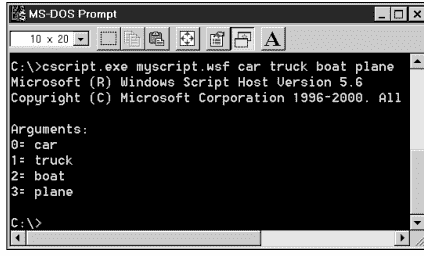 MS-DOS Prompt
10 x 20
A
C:\>cscript.exe myscript.wsf car truck boat plane
Microsoft (R) Windows Script Host Version 5.6
Copyright (C) Microsoft Corporation 1996-2000. All
Arguments:
0= car
1= truck
2= boat
3= plane
C:\>